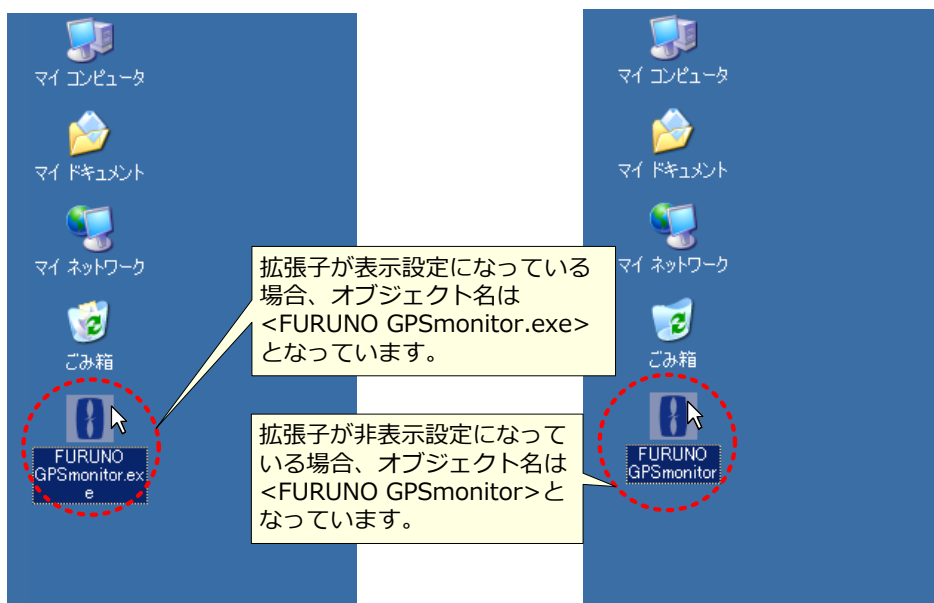 マイ コンピュータ
マイ ドキュメント
マイ ネットワーク
ごみ箱
FURUNO
GPSmonitor.ex
e
拡張子が表示設定になっている
場合、オブジェクト名は
<FURUNO GPSmonitor.exe>
となっています。
拡張子が非表示設定になって
いる場合、オブジェクト名は
<FURUNO GPSmonitor>と
なっています。
マイ コンピュータ
マイ ドキュメント
マイ ネットワーク
ごみ箱
FURUNO
GPSmonitor